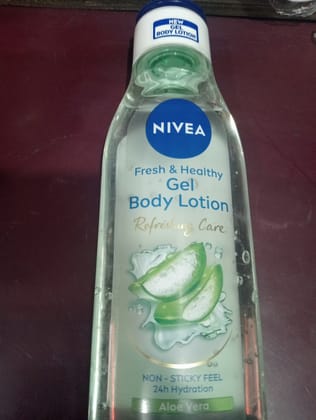 NEW
GEL
BODY LOTION
NIVEA
Fresh & Healthy
Gel
Body Lotion
Refreshing Care
NON - STICKY FEEL
24h Hydration
Aloe Vera